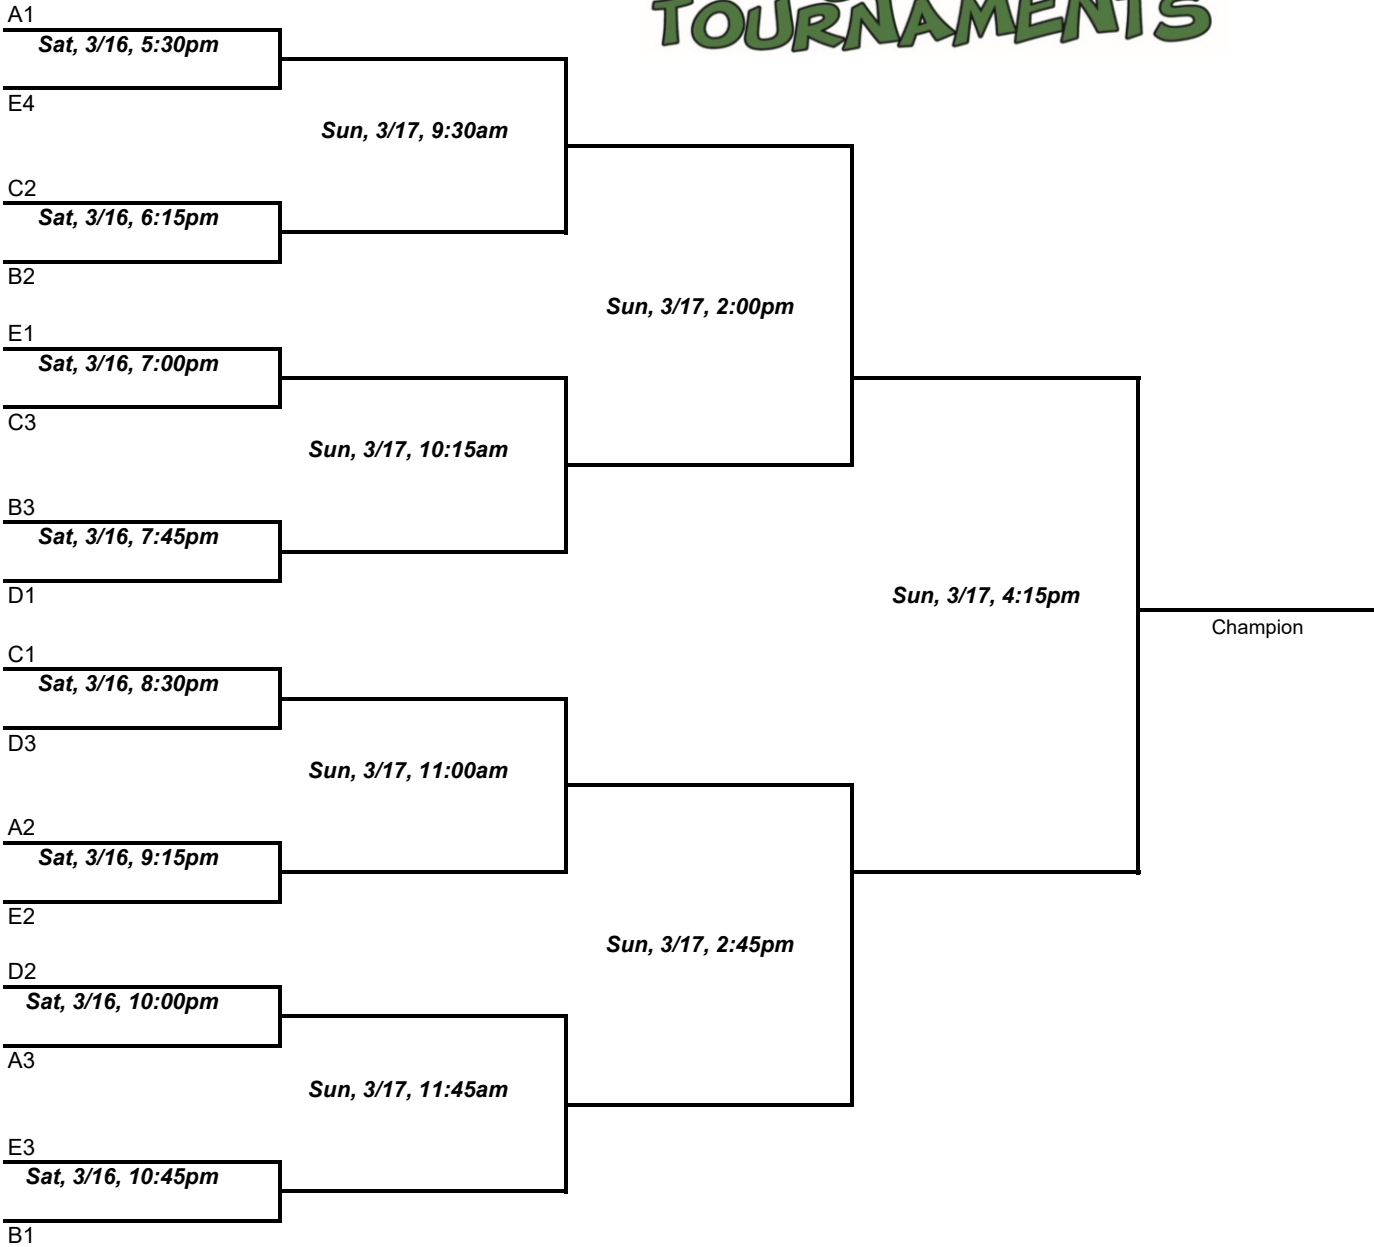 TOURNAMENTS
A1
Sat, 3/16, 5:30pm
E4
Sun, 3/17, 9:30am
C2
Sat, 3/16, 6:15pm
B2
Sun, 3/17, 2:00pm
E1
Sat, 3/16, 7:00pm
C3
Sun, 3/17, 10:15am
B3
Sat, 3/16, 7:45pm
D1
Sun, 3/17, 4:15pm
Champion
C1
Sat, 3/16, 8:30pm
D3
Sun, 3/17, 11:00am
A2
Sat, 3/16, 9:15pm
E2
Sun, 3/17, 2:45pm
D2
Sat, 3/16, 10:00pm
A3
Sun, 3/17, 11:45am
E3
Sat, 3/16, 10:45pm
B1